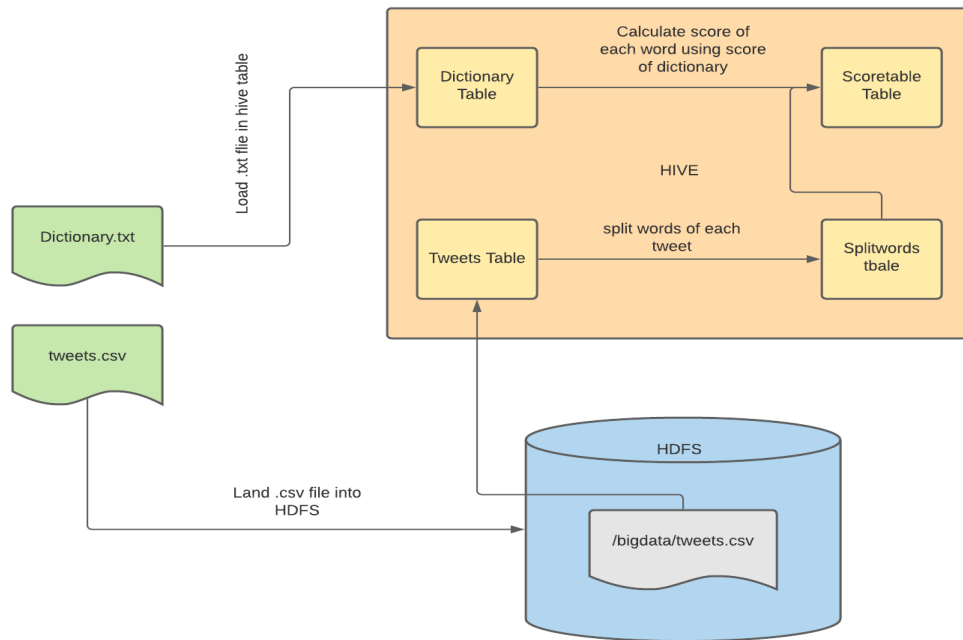 Calculate score of
each word using score
of dictionary
Dictionary
Table
Scoretable
Table
Load .txt flie in hive table
HIVE
Dictionary.txt
split words of each
tweet
Tweets Table
Splitwords
tbale
tweets.csv
HDFS
Land .csv file into
HDFS
/bigdata/tweets.csv